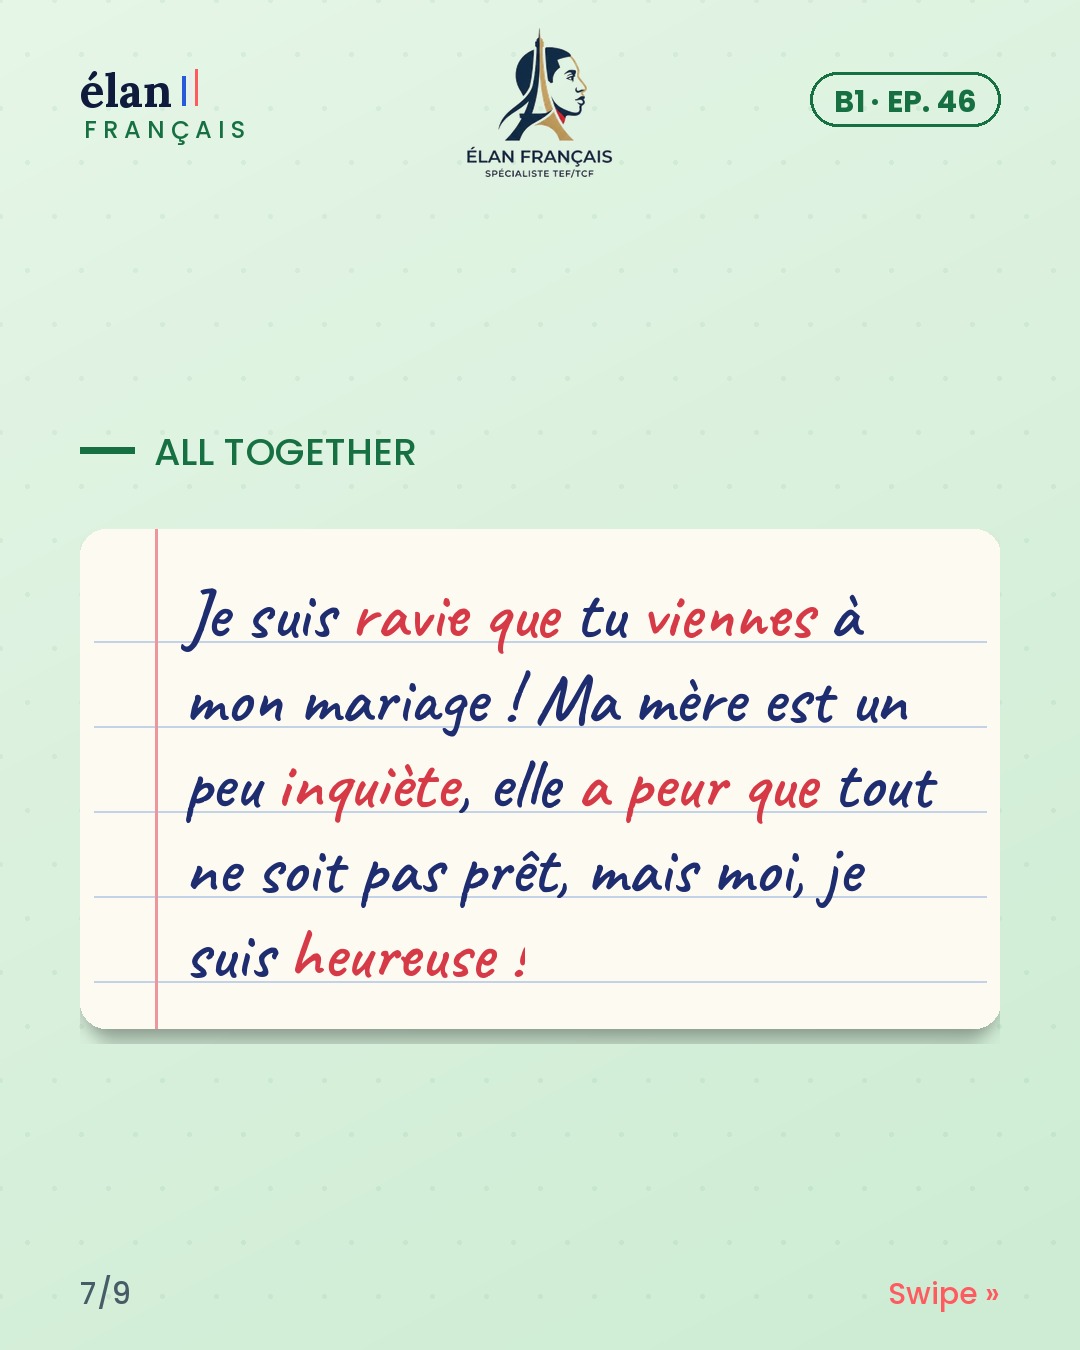 élan
FRANÇAIS
ÉLAN FRANÇAIS
SPÉCIALISTE TEF/TCF
B1 · EP. 46
ALL TOGETHER
Je suis ravie que tu viennes à
mon mariage ! Ma mère est un
peu inquiète, elle a peur que tout
ne soit pas prêt, mais moi, je
suis heureuse !
7/9
Swipe »